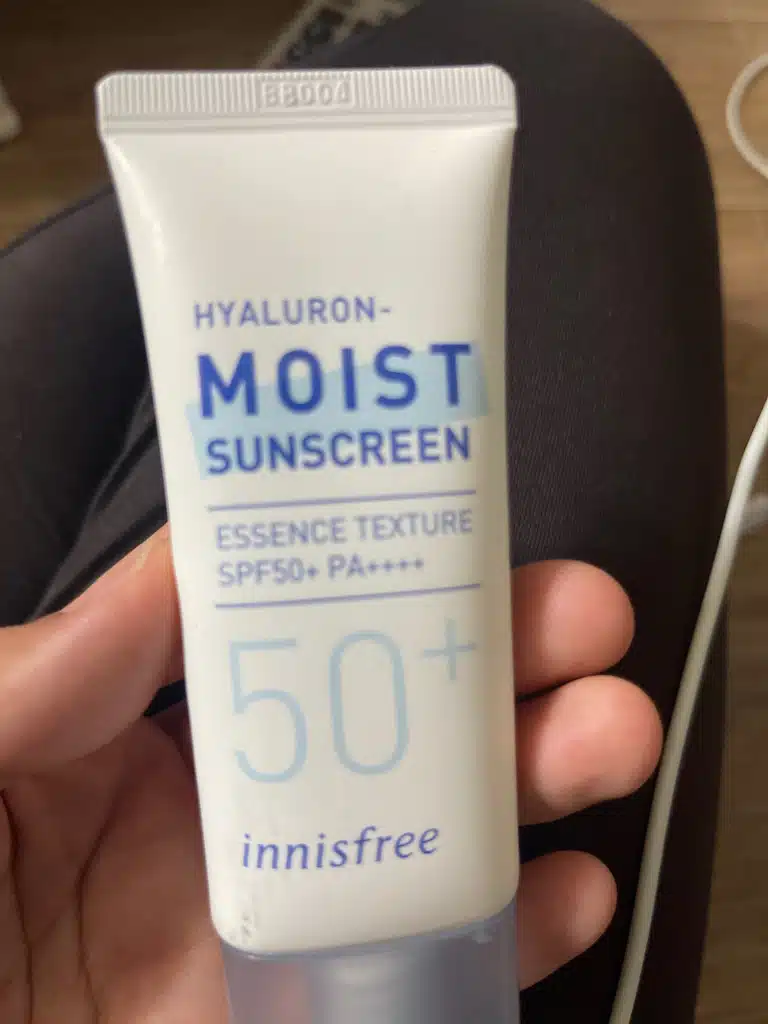 HYALURON-
MOIST
SUNSCREEN
ESSENCE TEXTURE
SPF50+ PA++++
50+
innisfree